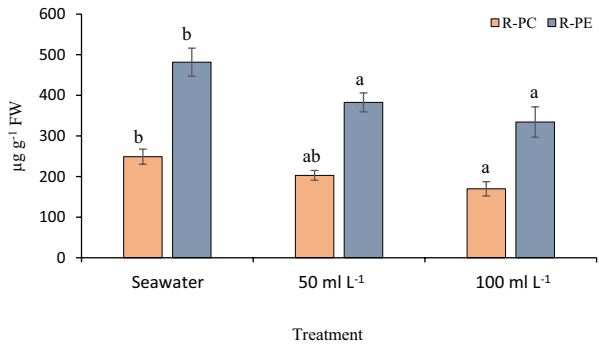 R-PC R-PE
600
500
400
300
200
100
0
µg g-1 FW
b
b
ab
a
a
a
Seawater 50 ml L-1 100 ml L-1
Treatment